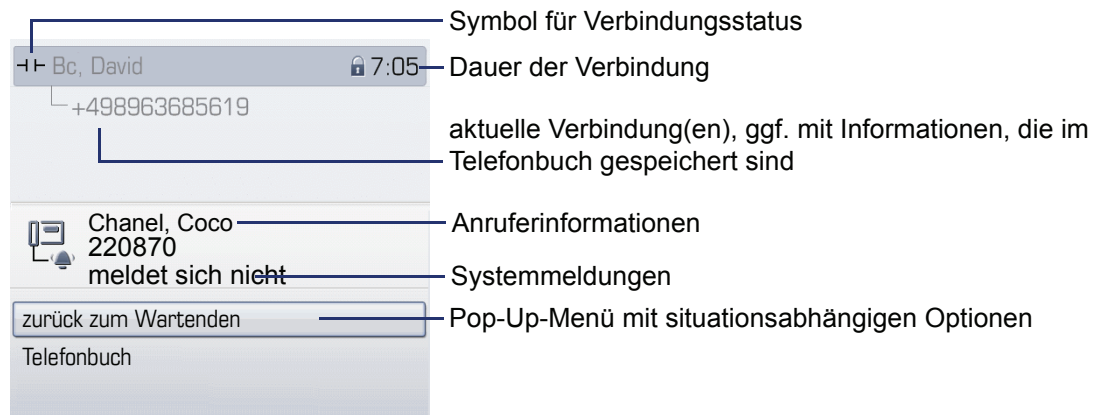 Symbol für Verbindungsstatus
Bc, David 7:05
Dauer der Verbindung
+498963685619
aktuelle Verbindung(en), ggf. mit Informationen, die im
Telefonbuch gespeichert sind
Chanel, Coco
Anruferinformationen
220870
meldet sich nicht
Systemmeldungen
zurück zum Wartenden
Pop-Up-Menü mit situationsabhängigen Optionen
Telefonbuch